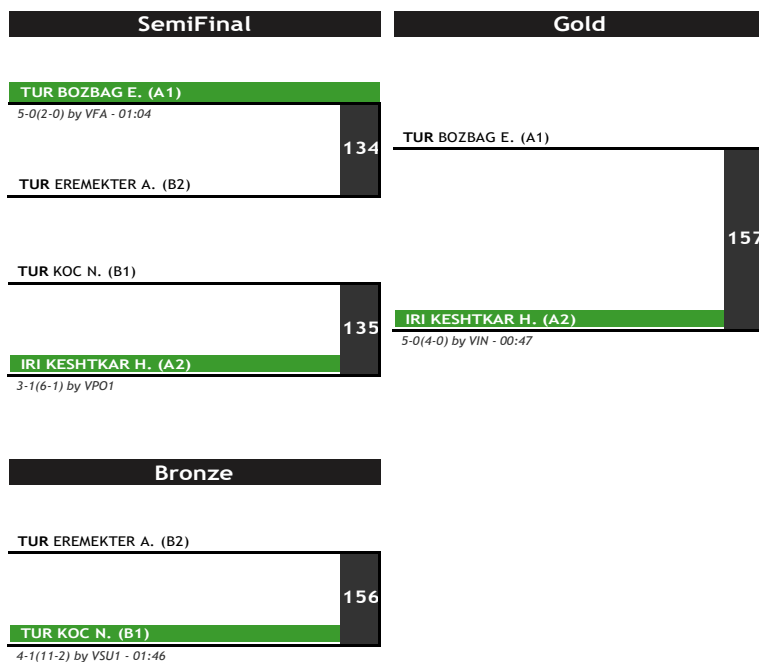 SemiFinal
Gold
TUR BOZBAG E. (A1)
5-0(2-0) by VFA - 01:04
134
TUR EREMEKTER A. (B2)
TUR KOC N. (B1)
135
IRI KESHTKAR H. (A2)
3-1(6-1) by VPO1
TUR BOZBAG E. (A1)
157
IRI KESHTKAR H. (A2)
5-0(4-0) by VIN - 00:47
Bronze
TUR EREMEKTER A. (B2)
156
TUR KOC N. (B1)
4-1(11-2) by VSU1 - 01:46